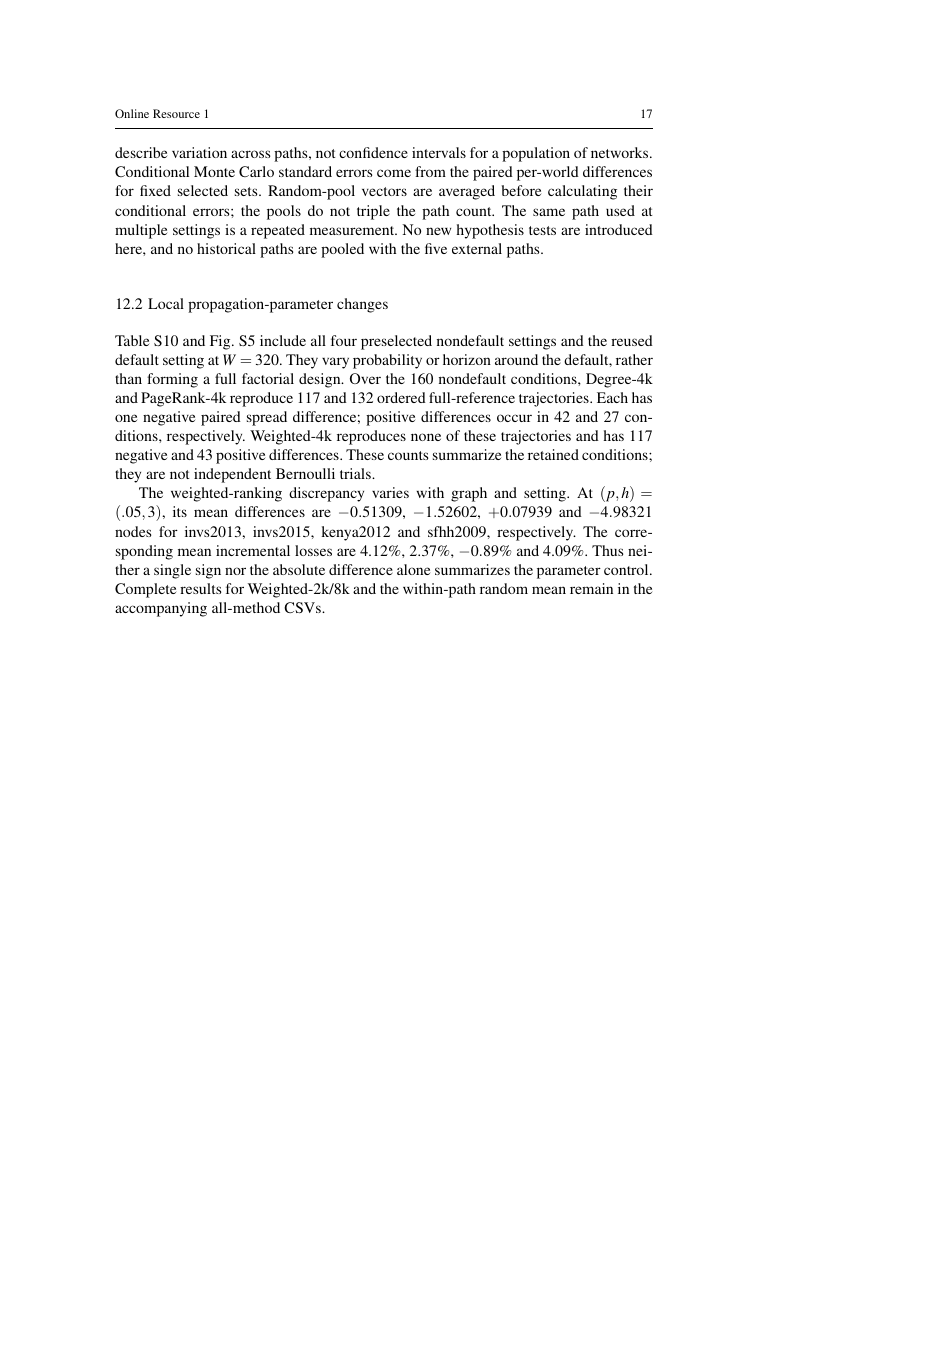 Online Resource 1 17
describe variation across paths, not confidence intervals for a population of networks.
Conditional Monte Carlo standard errors come from the paired per-world differences
for fixed selected sets. Random-pool vectors are averaged before calculating their
conditional errors; the pools do not triple the path count. The same path used at
multiple settings is a repeated measurement. No new hypothesis tests are introduced
here, and no historical paths are pooled with the five external paths.
12.2 Local propagation-parameter changes
Table S10 and Fig. S5 include all four preselected nondefault settings and the reused
default setting at W = 320. They vary probability or horizon around the default, rather
than forming a full factorial design. Over the 160 nondefault conditions, Degree-4k
and PageRank-4k reproduce 117 and 132 ordered full-reference trajectories. Each has
one negative paired spread difference; positive differences occur in 42 and 27 con-
ditions, respectively. Weighted-4k reproduces none of these trajectories and has 117
negative and 43 positive differences. These counts summarize the retained conditions;
they are not independent Bernoulli trials.
The weighted-ranking discrepancy varies with graph and setting. At (p,h) =
(.05,3), its mean differences are −0.51309, −1.52602, +0.07939 and −4.98321
nodes for invs2013, invs2015, kenya2012 and sfhh2009, respectively. The corre-
sponding mean incremental losses are 4.12%, 2.37%, −0.89% and 4.09%. Thus nei-
ther a single sign nor the absolute difference alone summarizes the parameter control.
Complete results for Weighted-2k/8k and the within-path random mean remain in the
accompanying all-method CSVs.